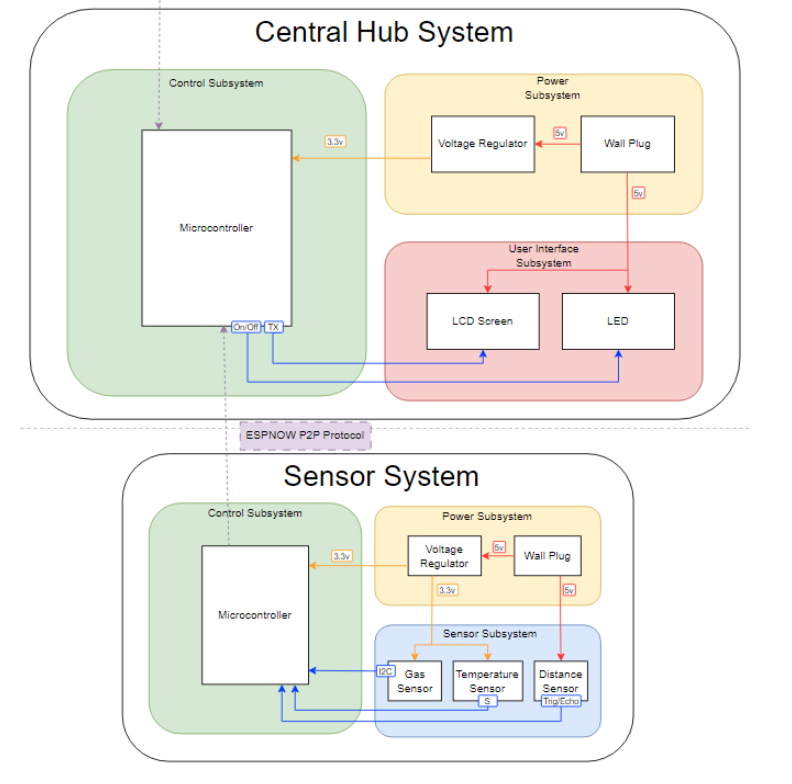 Central Hub System
Control Subsystem
Power
Subsystem
Microcontroller
3.3v
Voltage Regulator
5v
Wall Plug
5v
User Interface
Subsystem
LCD Screen
LED
On/Off
TX
ESPNOW P2P Protocol
Sensor System
Control Subsystem
Power Subsystem
Microcontroller
3.3v
Voltage
Regulator
5v
Wall Plug
3.3v
5v
Sensor Subsystem
I2C
Gas
Sensor
Temperature
Sensor
S
Distance
Sensor
Trig/Echo